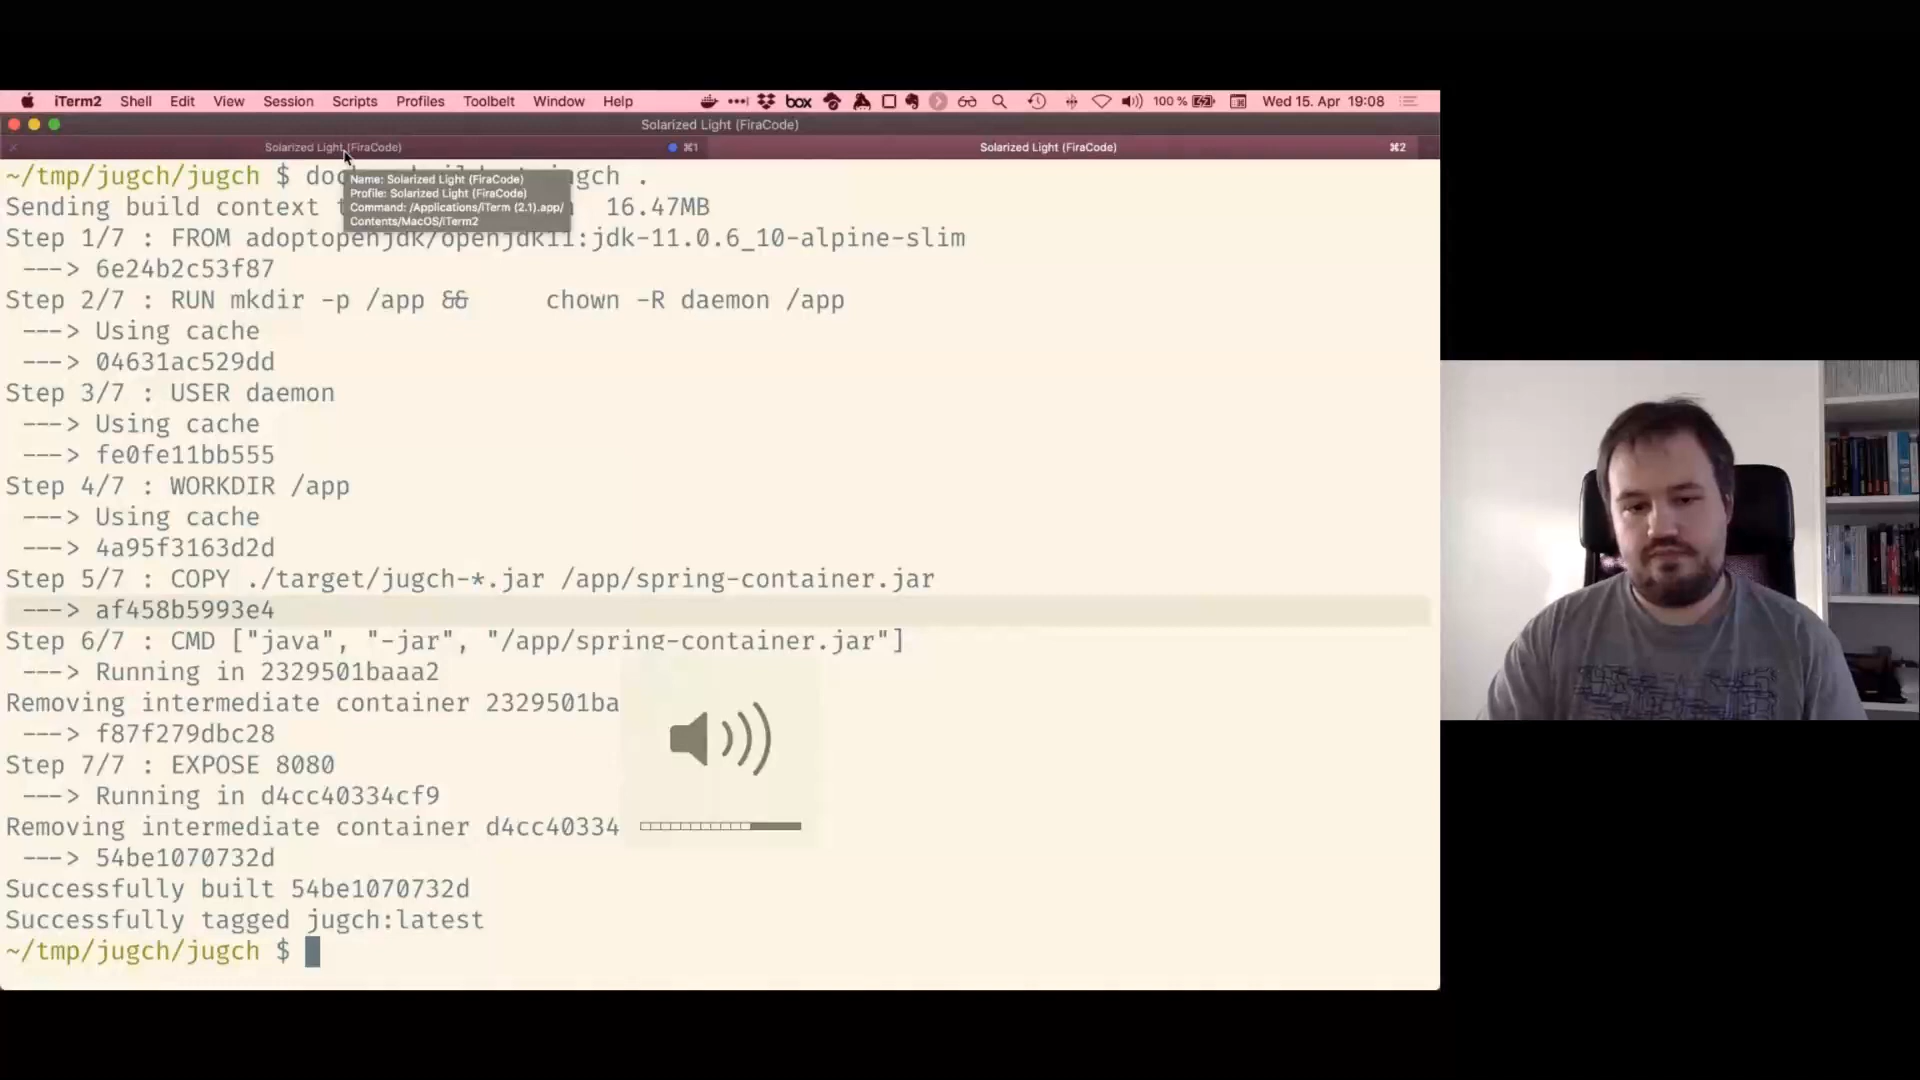 iTerm2 Shell Edit View Session Scripts Profiles Toolbelt Window Help box 100 % Wed 15. Apr 19:08
Solarized Light (FiraCode)
Solarized Light (FiraCode) ⌘1 Solarized Light (FiraCode) ⌘2
~/tmp/jugch/jugch $ doc gch .
Name: Solarized Light (FiraCode)
Profile: Solarized Light (FiraCode)
Command: /Applications/iTerm (2.1).app/
Contents/MacOS/iTerm2
Sending build context 16.47MB
Step 1/7 : FROM adoptopenjdk/openjdk11:jdk-11.0.6_10-alpine-slim
---> 6e24b2c53f87
Step 2/7 : RUN mkdir -p /app && chown -R daemon /app
---> Using cache
---> 04631ac529dd
Step 3/7 : USER daemon
---> Using cache
---> fe0fe11bb555
Step 4/7 : WORKDIR /app
---> Using cache
---> 4a95f3163d2d
Step 5/7 : COPY ./target/jugch-*.jar /app/spring-container.jar
---> af458b5993e4
Step 6/7 : CMD ["java", "-jar", "/app/spring-container.jar"]
---> Running in 2329501baaa2
Removing intermediate container 2329501ba
---> f87f279dbc28
Step 7/7 : EXPOSE 8080
---> Running in d4cc40334cf9
Removing intermediate container d4cc40334
---> 54be1070732d
Successfully built 54be1070732d
Successfully tagged jugch:latest
~/tmp/jugch/jugch $